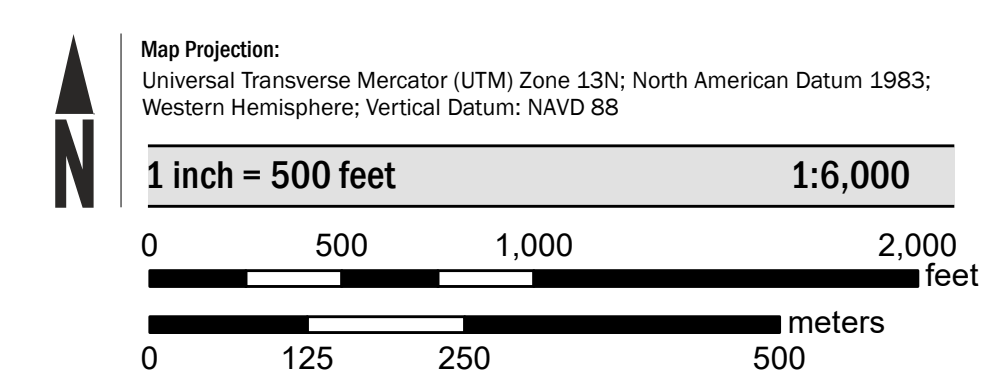 N
Map Projection:
Universal Transverse Mercator (UTM) Zone 13N; North American Datum 1983;
Western Hemisphere; Vertical Datum: NAVD 88
1 inch = 500 feet 1:6,000
0 500 1,000 2,000
feet
meters
0 125 250 500